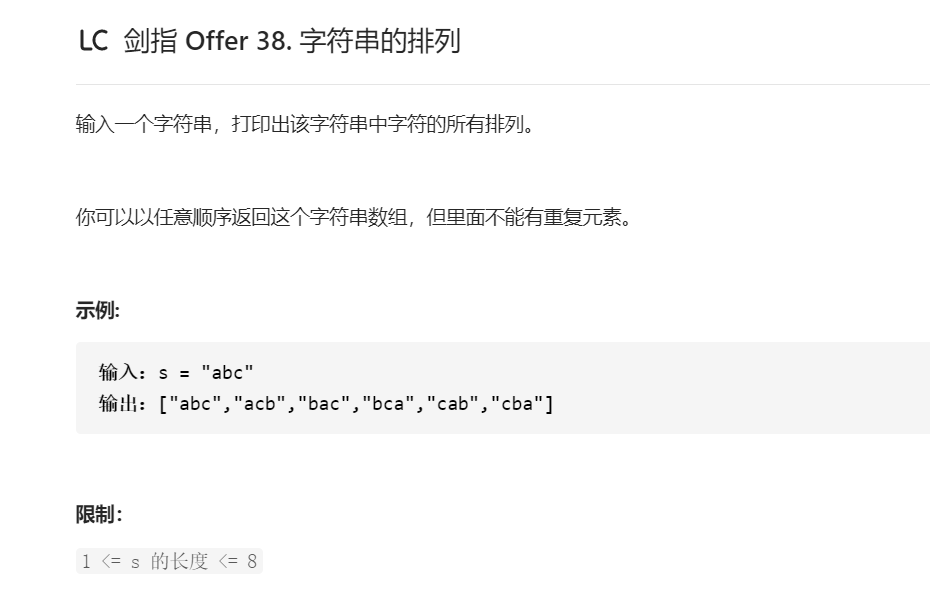 LC 剑指 Offer 38. 字符串的排列
输入一个字符串，打印出该字符串中字符的所有排列。
你可以以任意顺序返回这个字符串数组，但里面不能有重复元素。
示例:
输入：s = "abc"
输出：["abc","acb","bac","bca","cab","cba"]
限制：
1 <= s 的长度 <= 8